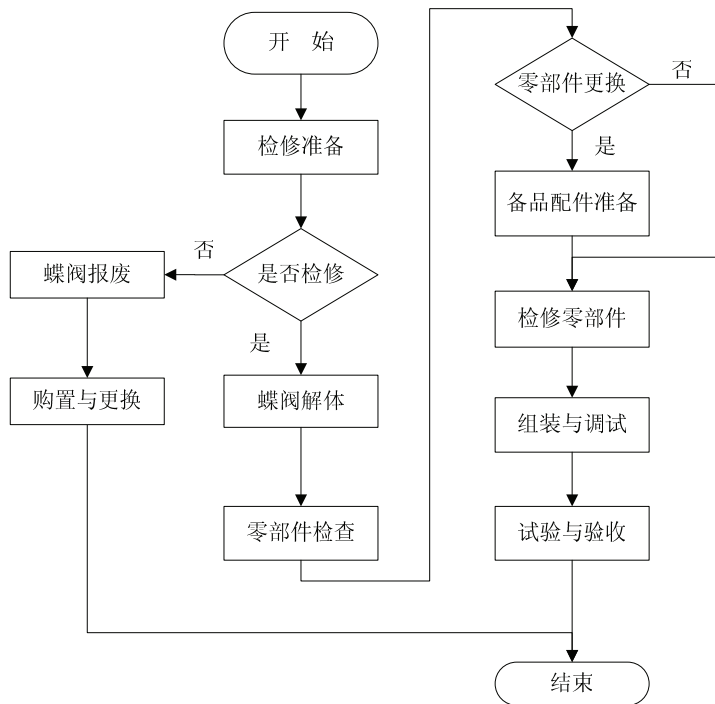 开 始
检修准备
是否检修
否
蝶阀报废
购置与更换
是
蝶阀解体
零部件检查
零部件更换
否
是
备品配件准备
检修零部件
组装与调试
试验与验收
结束